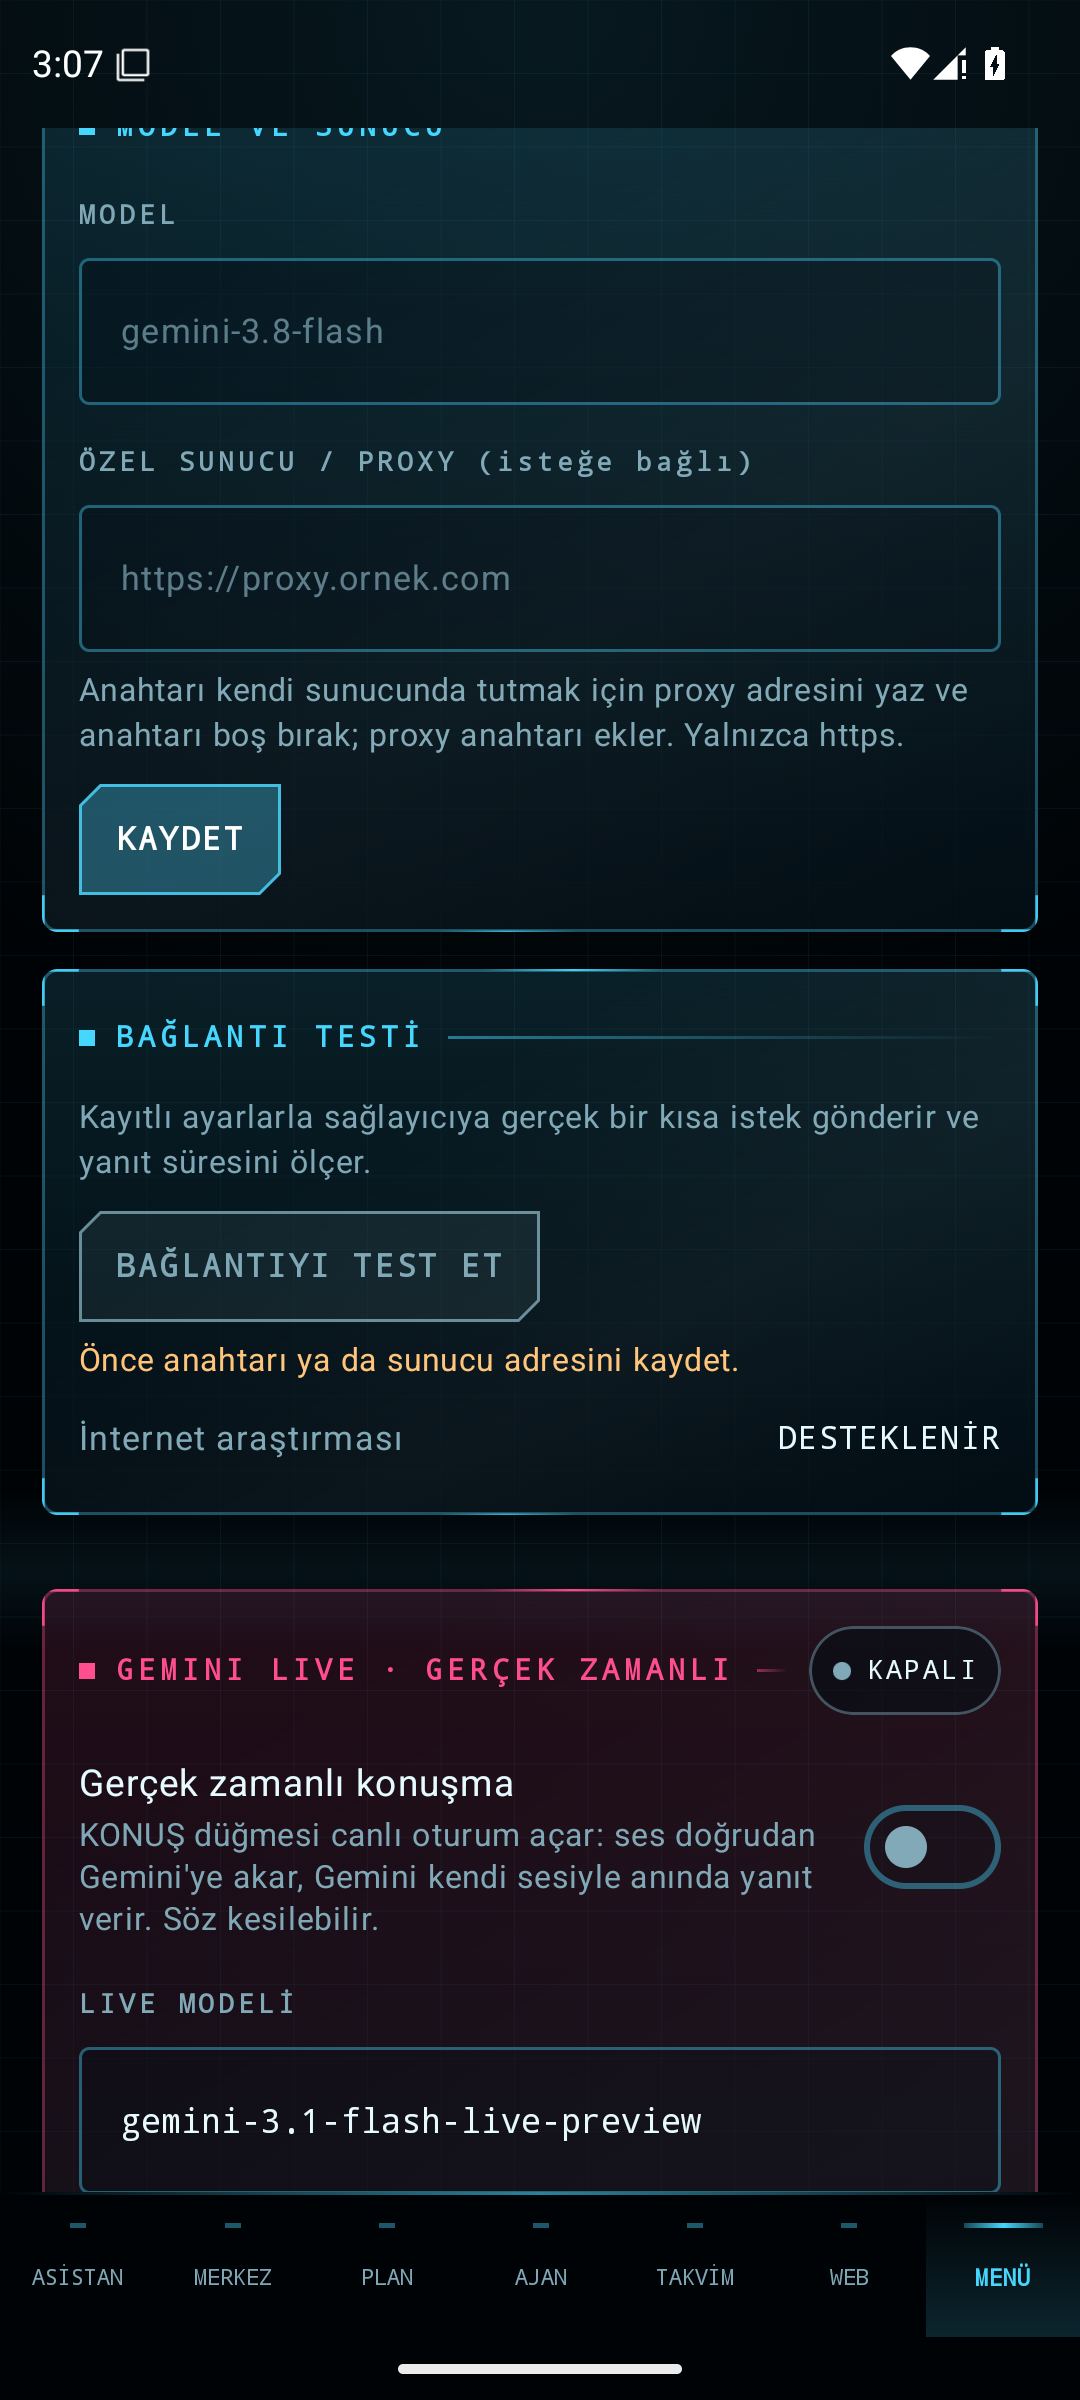 3:07
MODEL VE SUNUCU
MODEL
gemini-3.8-flash
ÖZEL SUNUCU / PROXY (isteğe bağlı)
https://proxy.ornek.com
Anahtarı kendi sunucunda tutmak için proxy adresini yaz ve
anahtarı boş bırak; proxy anahtarı ekler. Yalnızca https.
KAYDET
BAĞLANTI TESTİ
Kayıtlı ayarlarla sağlayıcıya gerçek bir kısa istek gönderir ve
yanıt süresini ölçer.
BAĞLANTIYI TEST ET
Önce anahtarı ya da sunucu adresini kaydet.
İnternet araştırması DESTEKLENİR
GEMINI LIVE · GERÇEK ZAMANLI KAPALI
Gerçek zamanlı konuşma
KONUŞ düğmesi canlı oturum açar: ses doğrudan
Gemini'ye akar, Gemini kendi sesiyle anında yanıt
verir. Söz kesilebilir.
LIVE MODELİ
gemini-3.1-flash-live-preview
ASİSTAN MERKEZ PLAN AJAN TAKVİM WEB MENÜ